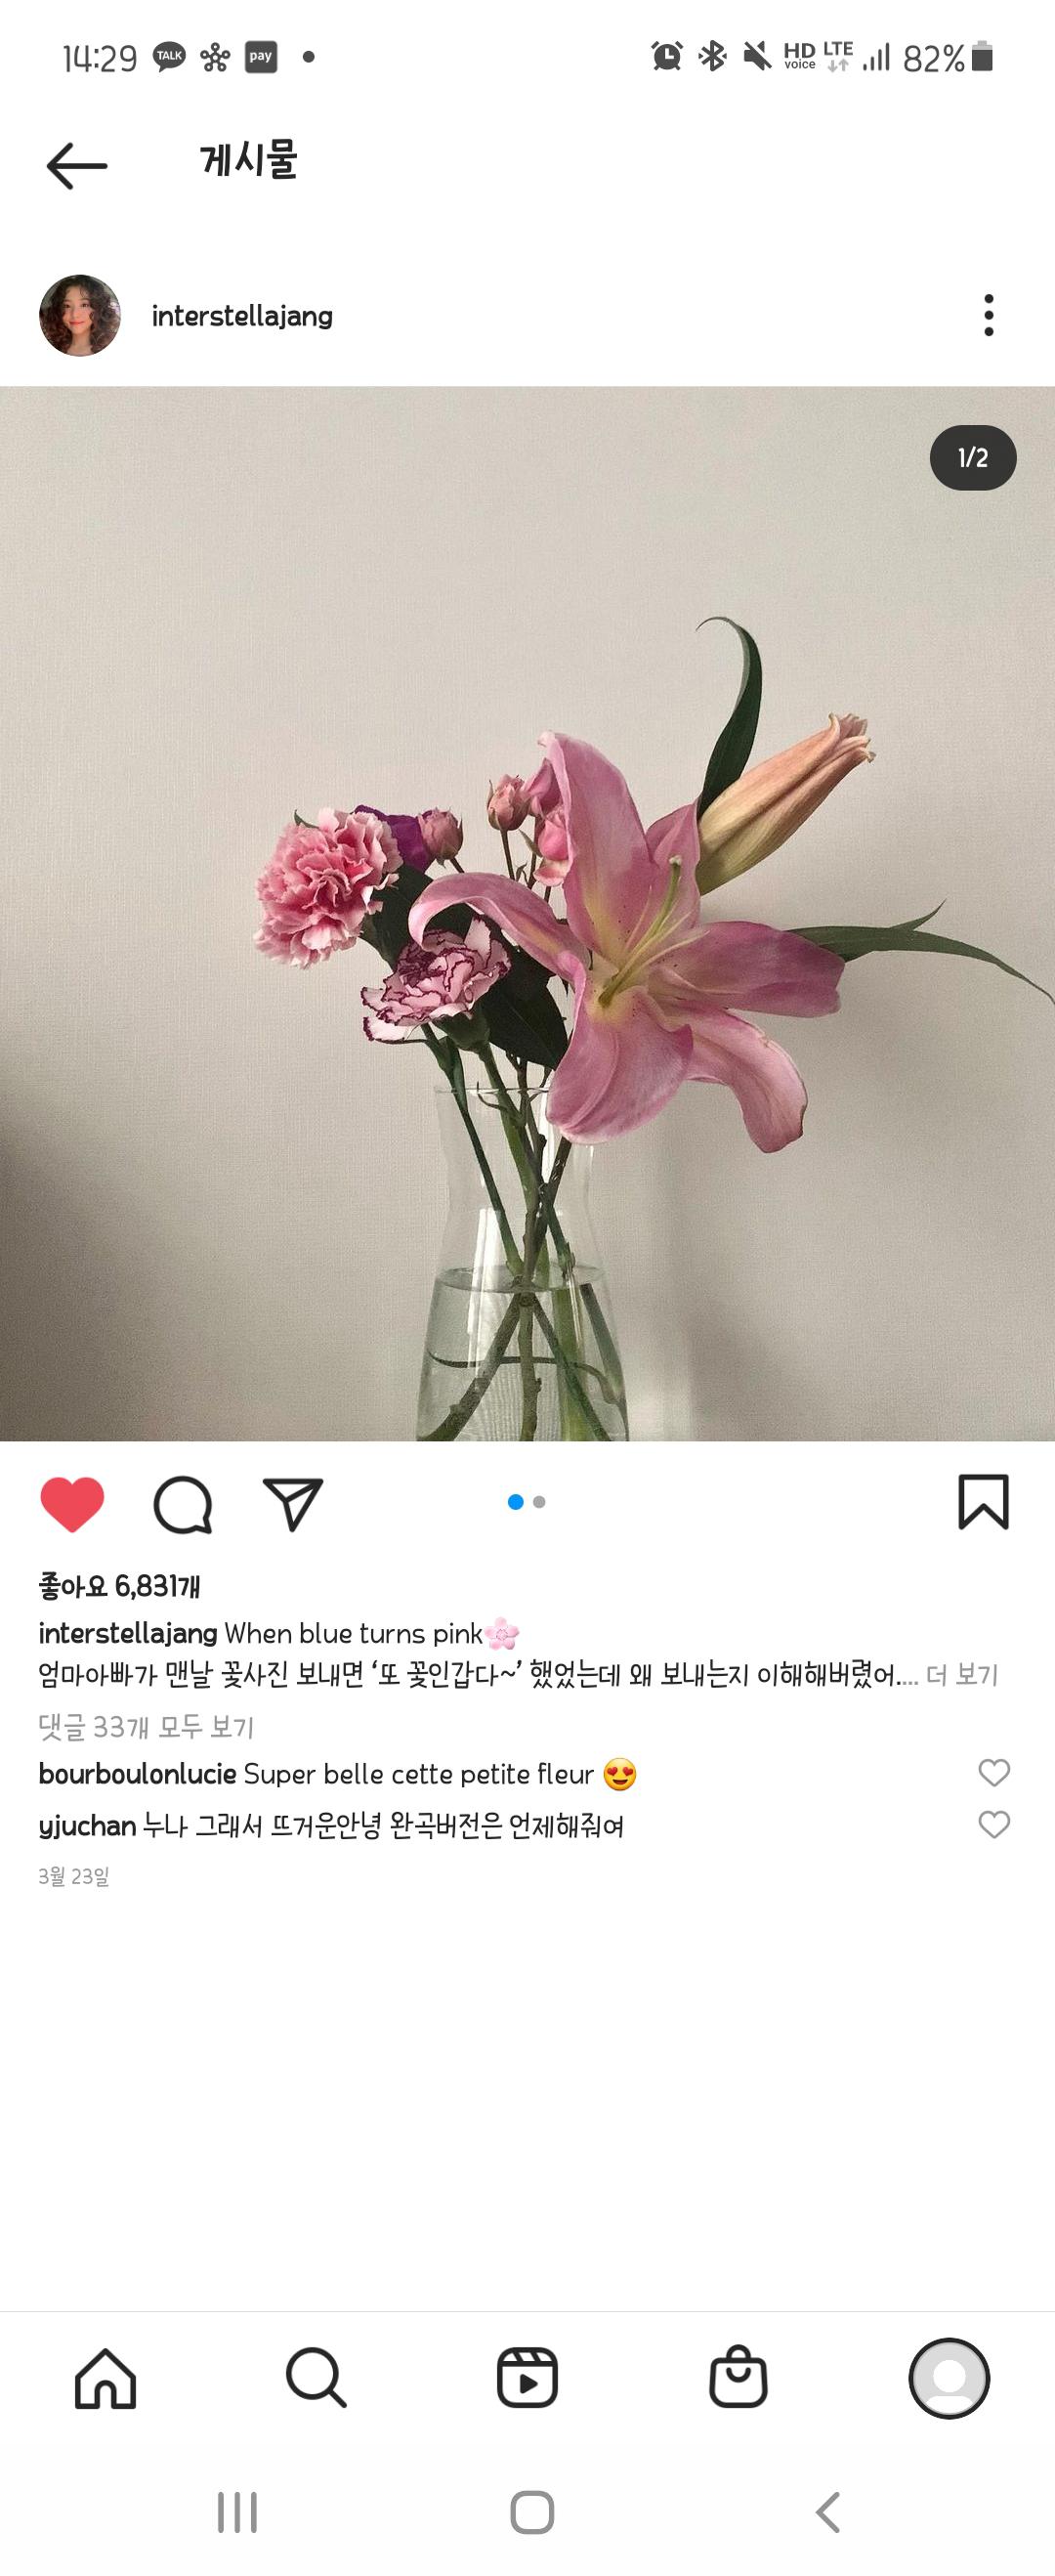 14:29 TALK pay HD voice LTE 82%
게시물
interstellajang
1/2
좋아요 6,831개
interstellajang When blue turns pink🌸
엄마아빠가 맨날 꽃사진 보내면 ‘또 꽃인갑다~’ 했었는데 왜 보내는지 이해해버렸어.... 더 보기
댓글 33개 모두 보기
bourboulonlucie Super belle cette petite fleur 😍
yjuchan 누나 그래서 뜨거운안녕 완곡버전은 언제해줘여
3월 23일